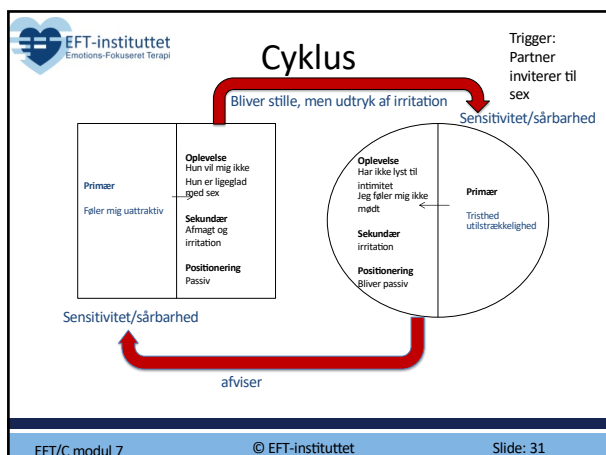 EFT-instituttet
Emotions-Fokuseret Terapi
Cyklus
Trigger:
Partner
inviterer til
sex
Bliver stille, men udtryk af irritation
Sensitivitet/sårbarhed
Primær
Føler mig uattraktiv
Oplevelse
Hun vil mig ikke
Hun er ligeglad
med sex
Sekundær
Afmagt og
irritation
Positionering
Passiv
Oplevelse
Har ikke lyst til
intimitet
Jeg føler mig ikke
mødt
Sekundær
irritation
Positionering
Bliver passiv
Primær
Tristhed
utilstrækkelighed
Sensitivitet/sårbarhed
afviser
EFT/C modul 7
© EFT-instituttet
Slide: 31